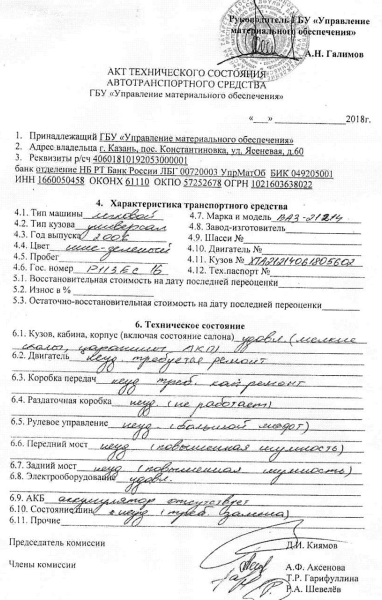 Руководитель ГБУ «Управление
материального обеспечения»
А.Н. Галимов
АКТ ТЕХНИЧЕСКОГО СОСТОЯНИЯ
АВТОТРАНСПОРТНОГО СРЕДСТВА
ГБУ «Управление материального обеспечения»
«__» ________ 2018г.
1. Принадлежащий ГБУ «Управление материального обеспечения»
2. Адрес владельца г. Казань, пос. Константиновка, ул. Ясеневая, д.60
3. Реквизиты р/сч 40601810192053000001
банк отделение НБ РТ Банк России ЛБГ 00720003 УпрМатОб БИК 049205001
ИНН 1660050458 ОКОНХ 61110 ОКПО 57252678 ОГРН 1021603638022
4. Характеристика транспортного средства
4.1. Тип машины легковой 4.7. Марка и модель ВАЗ-21214
4.2. Тип кузова универсал 4.8. Завод-изготовитель
4.3. Год выпуска 2006 4.9. Шасси №
4.4. Цвет зеленый 4.10. Двигатель №
4.5. Пробег 4.11. Кузов № ХТА21214061805602
4.6. Гос. номер 16 4.12. Тех.паспорт №
5.1. Восстановительная стоимость на дату последней переоценки
5.2. Износ в %
5.3. Остаточно-восстановительная стоимость на дату последней переоценки
6. Техническое состояние
6.1. Кузов, кабина, корпус (включая состояние салона) удовл (мелкие
сколы, царапины ЛКП)
6.2. Двигатель неуд требуется ремонт
6.3. Коробка передач неуд треб. кап ремонт
6.4. Раздаточная коробка неуд. (не работает)
6.5. Рулевое управление неуд. (большой люфт)
6.6. Передний мост неуд (повышенная шумность)
6.7. Задний мост неуд (повышенная шумность)
6.8. Электрооборудование удовл.
6.9. АКБ аккумулятор отсутствует
6.10. Состояние шин неуд (треб замена)
6.11. Прочие
Председатель комиссии Д.И. Киямов
Члены комиссии А.Ф. Аксенова
Т.Р. Гарифуллина
Р.А. Шевелёв